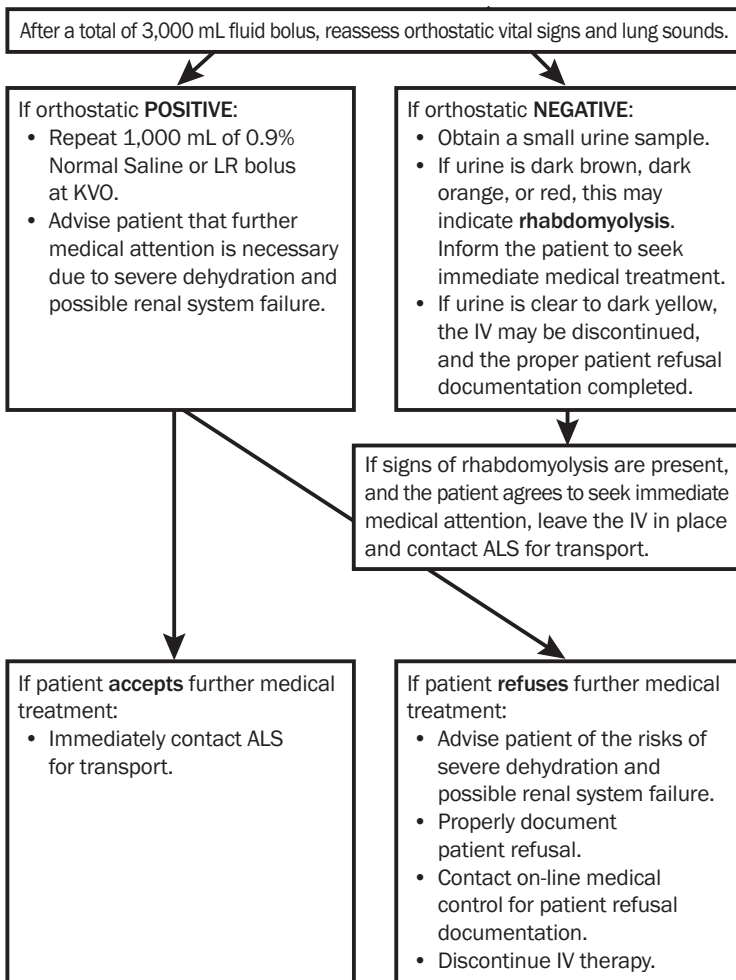 After a total of 3,000 mL fluid bolus, reassess orthostatic vital signs and lung sounds.
If orthostatic POSITIVE:
• Repeat 1,000 mL of 0.9%
Normal Saline or LR bolus
at KVO.
• Advise patient that further
medical attention is necessary
due to severe dehydration and
possible renal system failure.
If orthostatic NEGATIVE:
• Obtain a small urine sample.
• If urine is dark brown, dark
orange, or red, this may
indicate rhabdomyolysis.
Inform the patient to seek
immediate medical treatment.
• If urine is clear to dark yellow,
the IV may be discontinued,
and the proper patient refusal
documentation completed.
If signs of rhabdomyolysis are present,
and the patient agrees to seek immediate
medical attention, leave the IV in place
and contact ALS for transport.
If patient accepts further medical
treatment:
• Immediately contact ALS
for transport.
If patient refuses further medical
treatment:
• Advise patient of the risks of
severe dehydration and
possible renal system failure.
• Properly document
patient refusal.
• Contact on-line medical
control for patient refusal
documentation.
• Discontinue IV therapy.